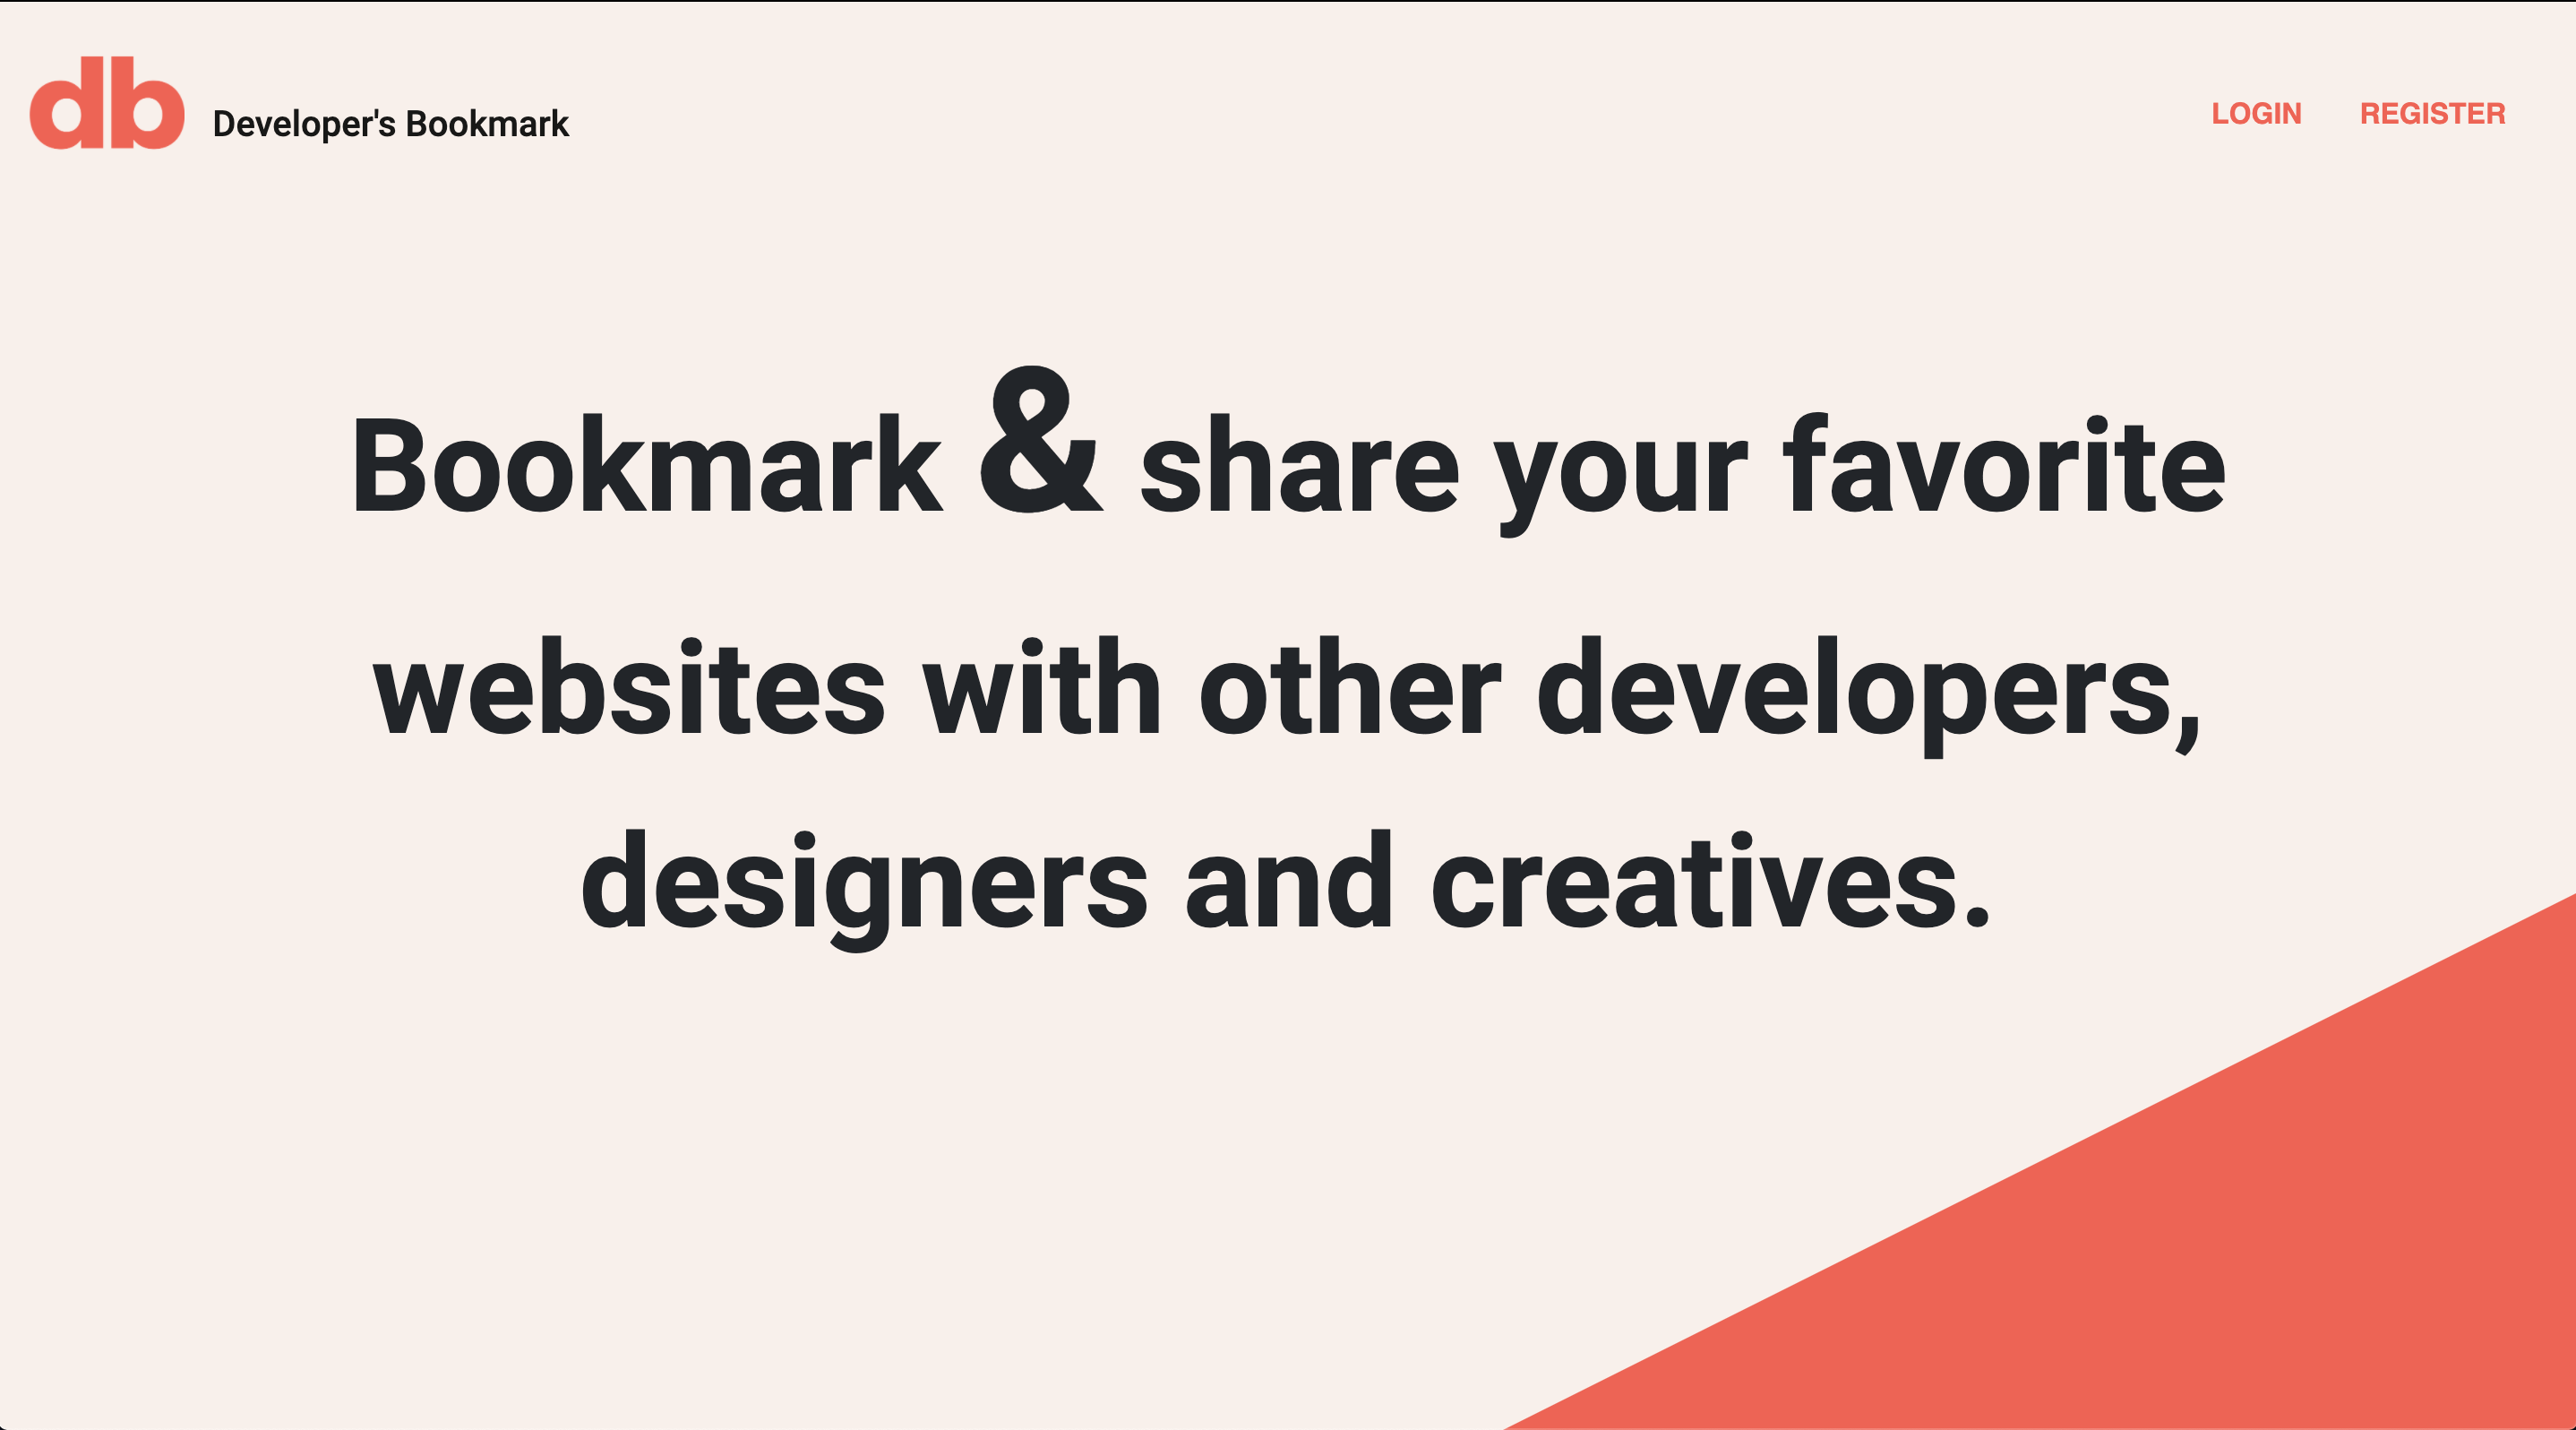 db Developer's Bookmark LOGIN REGISTER
Bookmark & share your favorite
websites with other developers,
designers and creatives.